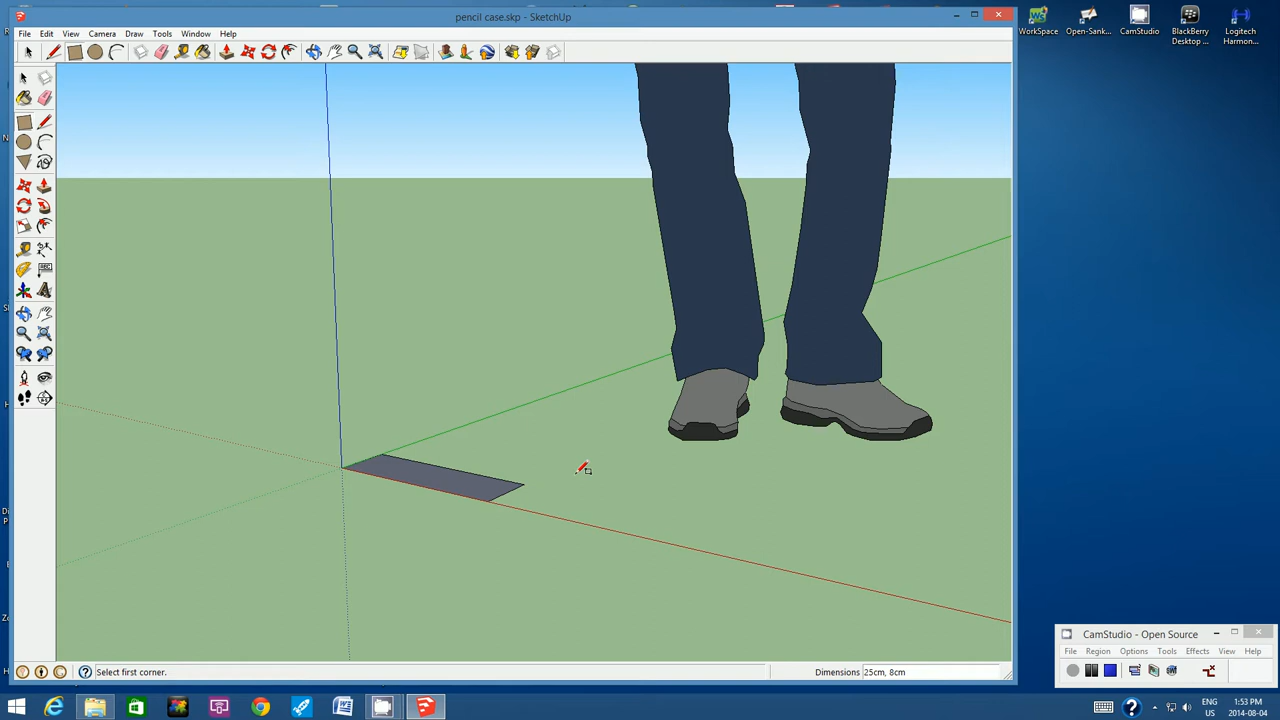 pencil case.skp - SketchUp
File Edit View Camera Draw Tools Window Help
ABC
Select first corner.
Dimensions 25cm, 8cm
WorkSpace
Open-Sank...
CamStudio
BlackBerry Desktop ...
Logitech Harmon...
CamStudio - Open Source
File Region Options Tools Effects View Help
ENG
US
1:53 PM
2014-08-04